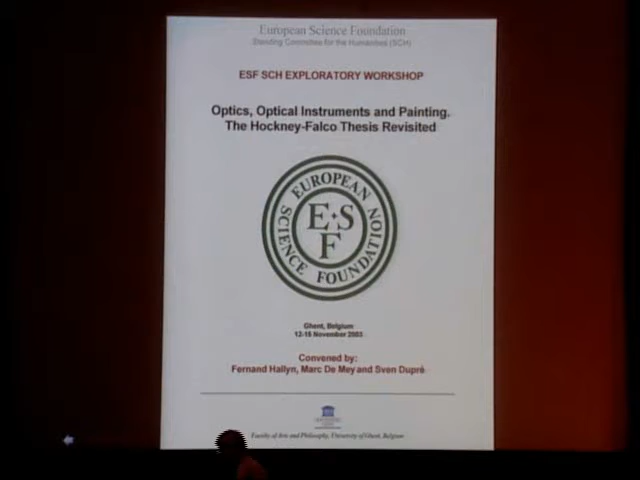 European Science Foundation
Standing Committee for the Humanities (SCH)
ESF SCH EXPLORATORY WORKSHOP
Optics, Optical Instruments and Painting.
The Hockney-Falco Thesis Revisited
EUROPEAN
SCIENCE FOUNDATION
E·S
F
Ghent, Belgium
12-15 November 2003
Convened by:
Fernand Hallyn, Marc De Mey and Sven Dupré
Faculty of Arts and Philosophy, University of Ghent, Belgium